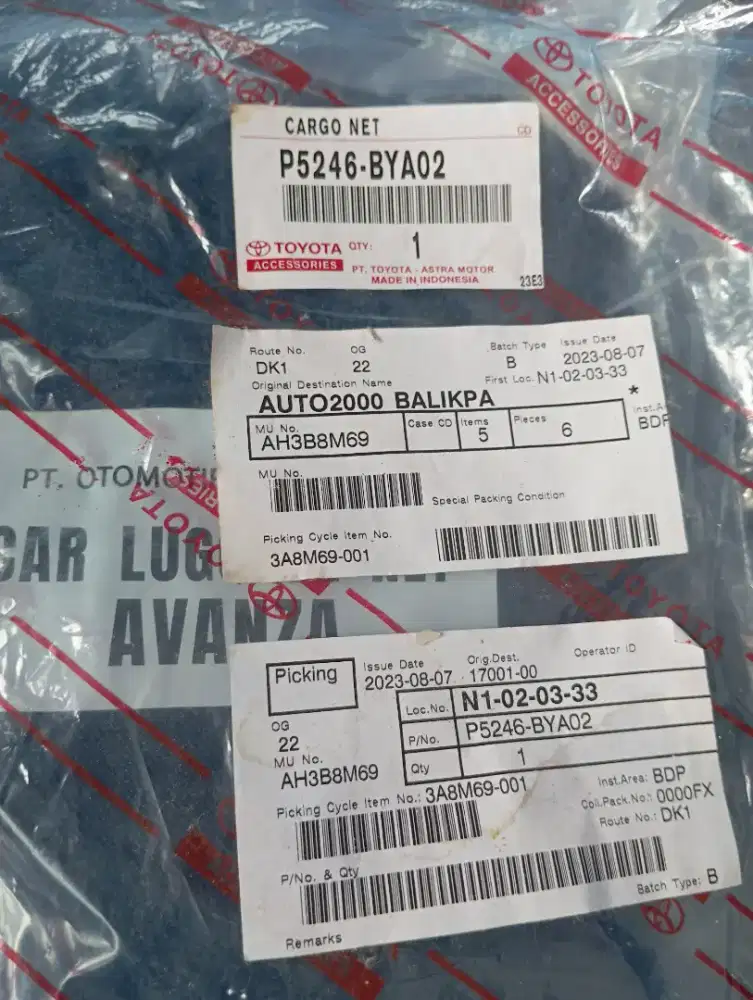 TOYOTA
ACCESSORIES
CARGO NET
CD
P5246-BYA02
TOYOTA
ACCESSORIES
QTY:
1
PT. TOYOTA - ASTRA MOTOR
MADE IN INDONESIA
23E3
Route No.
OG
Batch Type
Issue Date
DK1
22
B
2023-08-07
Original Destination Name
First Loc.
N1-02-03-33
AUTO2000 BALIKPA
*
MU No.
Case CD
Items
Pieces
AH3B8M69
5
6
BDP
MU No.
Special Packing Condition
Picking Cycle Item No.
3A8M69-001
PT.
CAR
AVANZA
TOYOTA
TOYOTA
Picking
Issue Date
Orig.Dest.
Operator ID
2023-08-07
17001-00
Loc.No.
N1-02-03-33
P/No.
P5246-BYA02
Qty
1
OG
22
MU No.
AH3B8M69
Picking Cycle Item No.: 3A8M69-001
Inst.Area: BDP
Coll.Pack.No.: 0000FX
Route No.: DK1
P/No. & Qty
Batch Type: B
Remarks